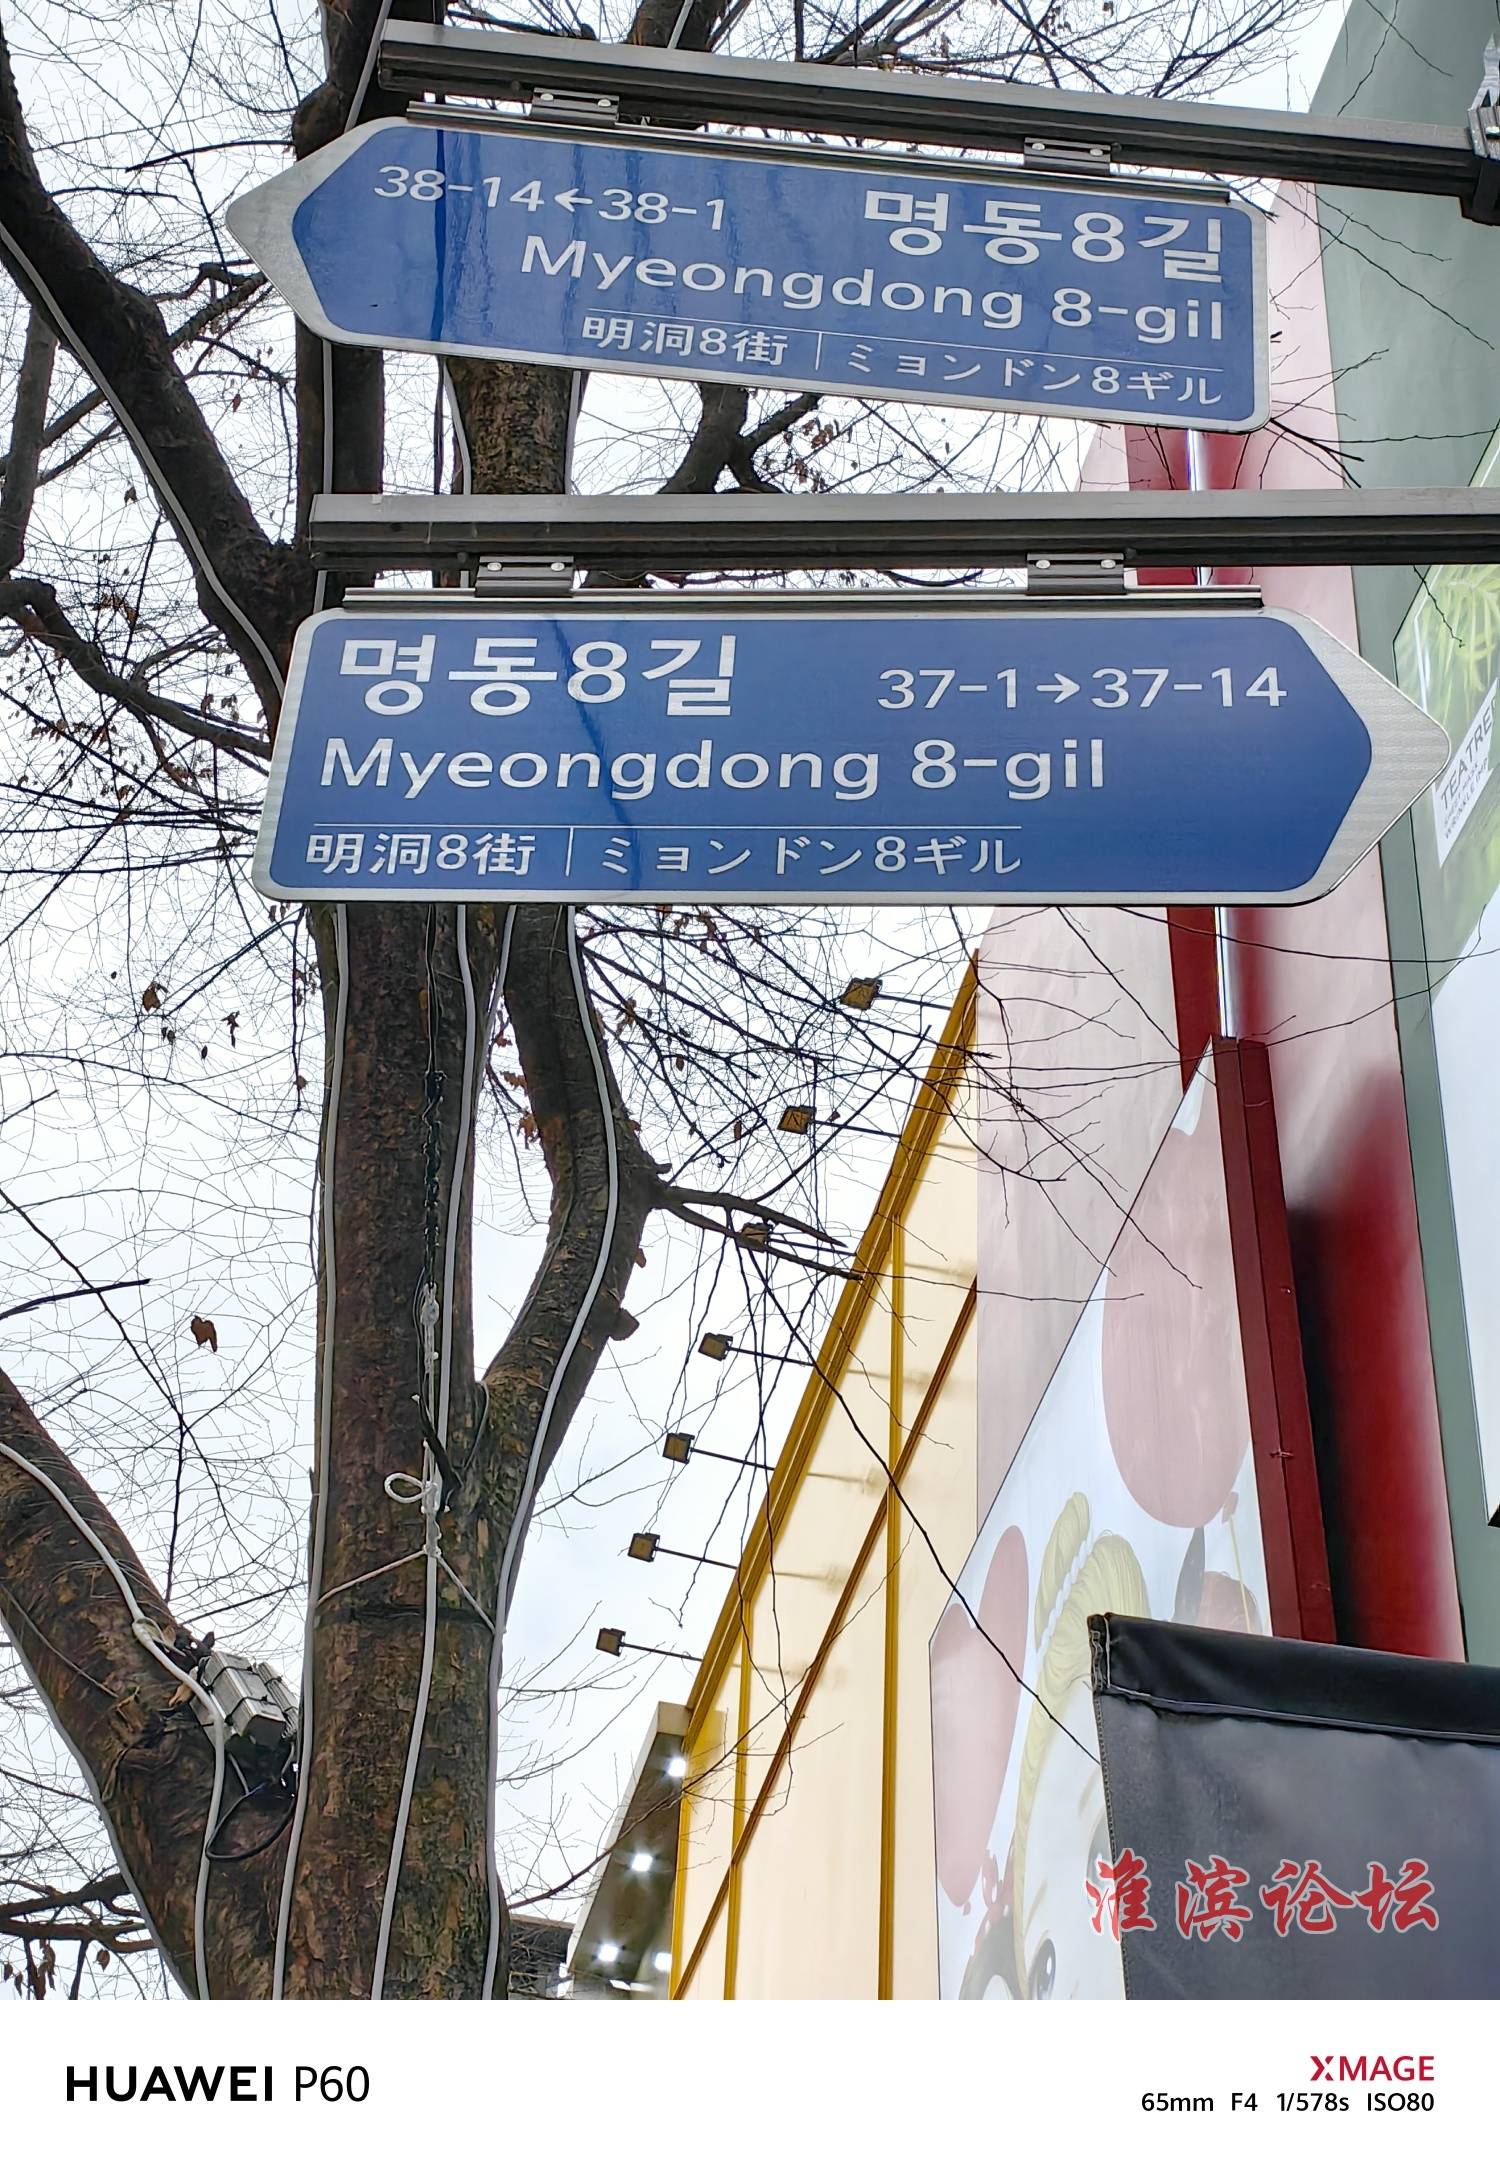 38-14←38-1 명동8길
Myeongdong 8-gil
明洞8街 | ミョンドン8ギル
명동8길 37-1→37-14
Myeongdong 8-gil
明洞8街 | ミョンドン8ギル
TEA TREE
淮滨论坛
HUAWEI P60
XMAGE
65mm F4 1/578s ISO80